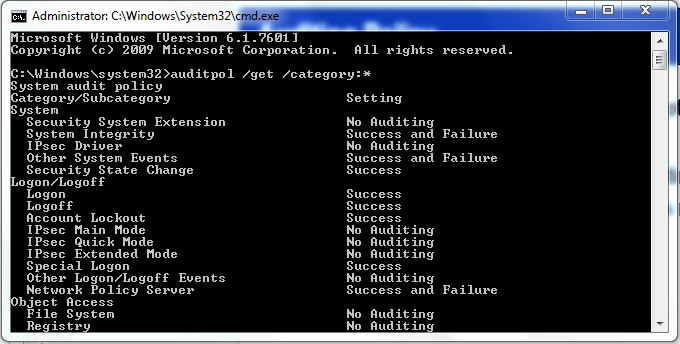 Administrator: C:\Windows\System32\cmd.exe
Microsoft Windows [Version 6.1.7601]
Copyright (c) 2009 Microsoft Corporation.  All rights reserved.
C:\Windows\system32>auditpol /get /category:*
System audit policy
Category/Subcategory                      Setting
System
  Security System Extension               No Auditing
  System Integrity                        Success and Failure
  IPsec Driver                            No Auditing
  Other System Events                     Success and Failure
  Security State Change                   Success
Logon/Logoff
  Logon                                   Success
  Logoff                                  Success
  Account Lockout                         Success
  IPsec Main Mode                         No Auditing
  IPsec Quick Mode                        No Auditing
  IPsec Extended Mode                     No Auditing
  Special Logon                           Success
  Other Logon/Logoff Events               No Auditing
  Network Policy Server                   Success and Failure
Object Access
  File System                             No Auditing
  Registry                                No Auditing